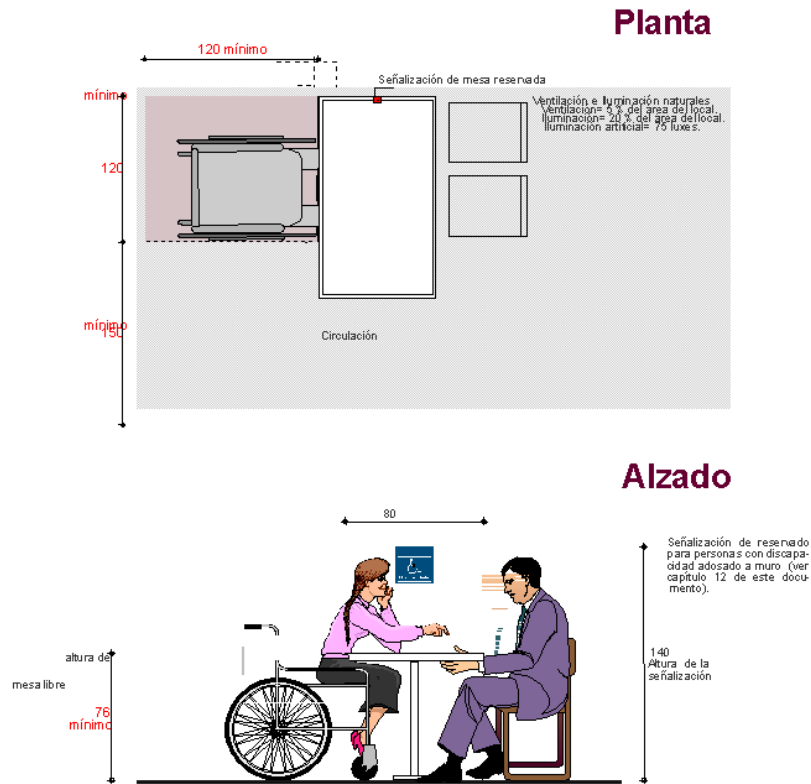 Planta
120 mínimo
Señalización de mesa reservada
mínimo
120
Ventilación e Iluminación naturales
Ventilación= 5 % del area del local.
Iluminación= 20 % del area del local.
Iluminación artificial= 75 luxes.
mínimo
150
Circulación
Alzado
80
Señalización de reservado
para personas con discapa-
cidad adosado a muro (ver
capítulo 12 de este docu-
mento).
altura de
mesa libre
76
mínimo
140
Altura de la
señalización